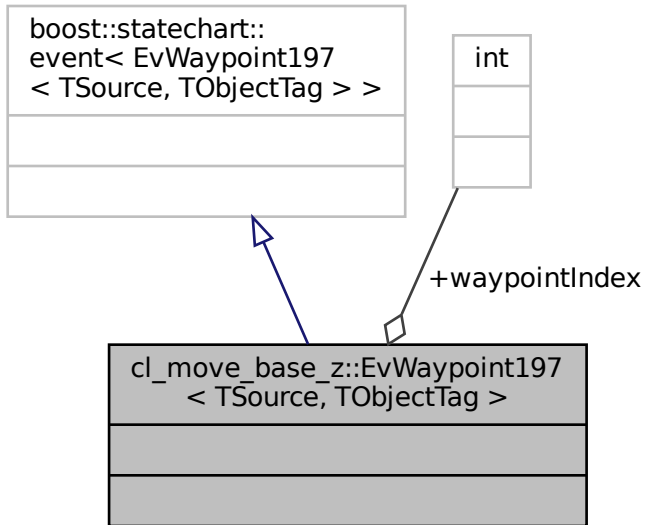 boost::statechart::
event< EvWaypoint197
< TSource, TObjectTag > >
int
+waypointIndex
cl_move_base_z::EvWaypoint197
< TSource, TObjectTag >